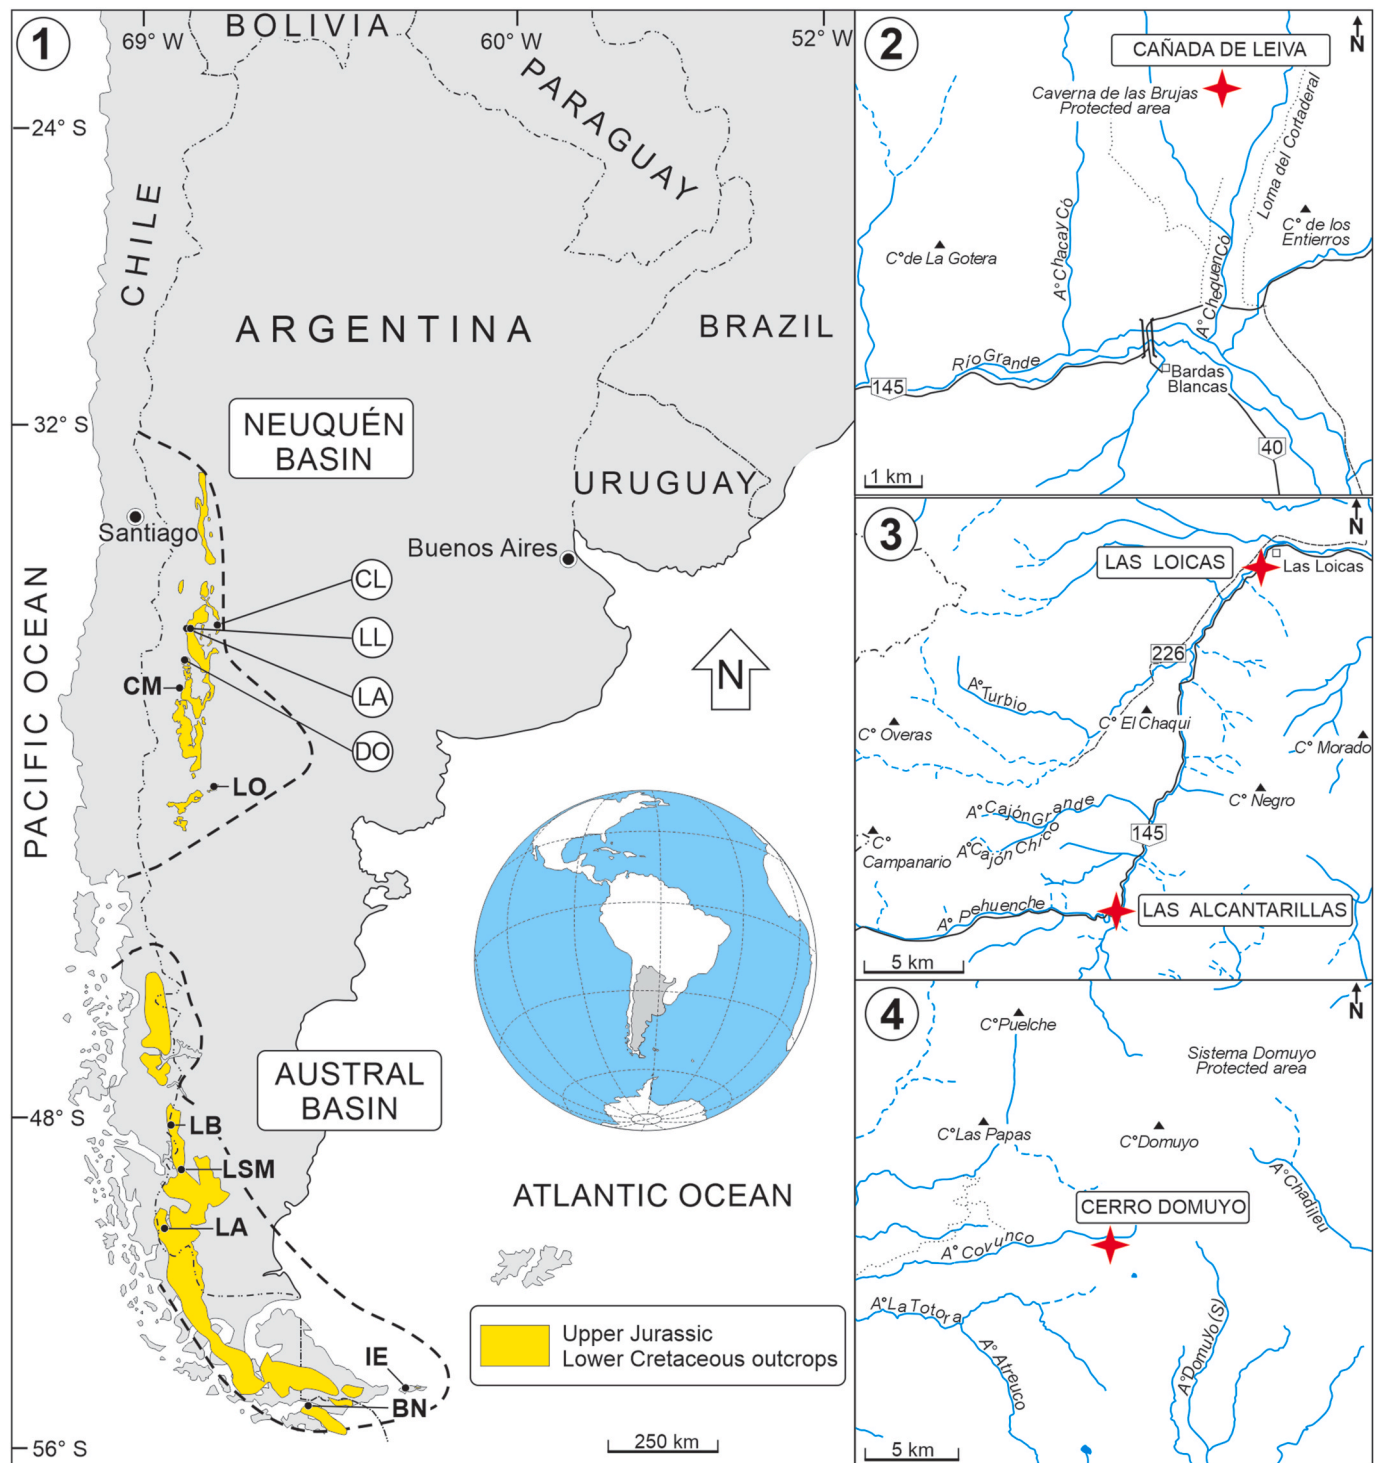 1
69° W
BOLIVIA
60° W
52° W
PARAGUAY
24° S
CHILE
ARGENTINA
BRAZIL
32° S
NEUQUÉN
BASIN
URUGUAY
Santiago
Buenos Aires
CL
LL
LA
DO
CM
LO
PACIFIC OCEAN
N
AUSTRAL
BASIN
48° S
LB
LSM
LA
ATLANTIC OCEAN
Upper Jurassic
Lower Cretaceous outcrops
IE
BN
250 km
56° S
2
CAÑADA DE LEIVA
N
Caverna de las Brujas
Protected area
Loma del Cortaderal
A° Chacay Có
C° de los
Entierros
C° de La Gotera
A° Chequen Có
Río Grande
145
Bardas
Blancas
40
1 km
3
N
LAS LOICAS
Las Loicas
226
A° Turbio
C° El Chaqui
C° Overas
C° Morado
C° Negro
A° Cajón Grande
145
A° Cajón Chico
C°
Campanario
A° Pehuenche
LAS ALCANTARILLAS
5 km
4
N
C° Puelche
Sistema Domuyo
Protected area
C° Las Papas
C° Domuyo
A° Chadileu
CERRO DOMUYO
A° Covunco
A° La Totora
A° Atreuco
A° Domuyo (S)
5 km